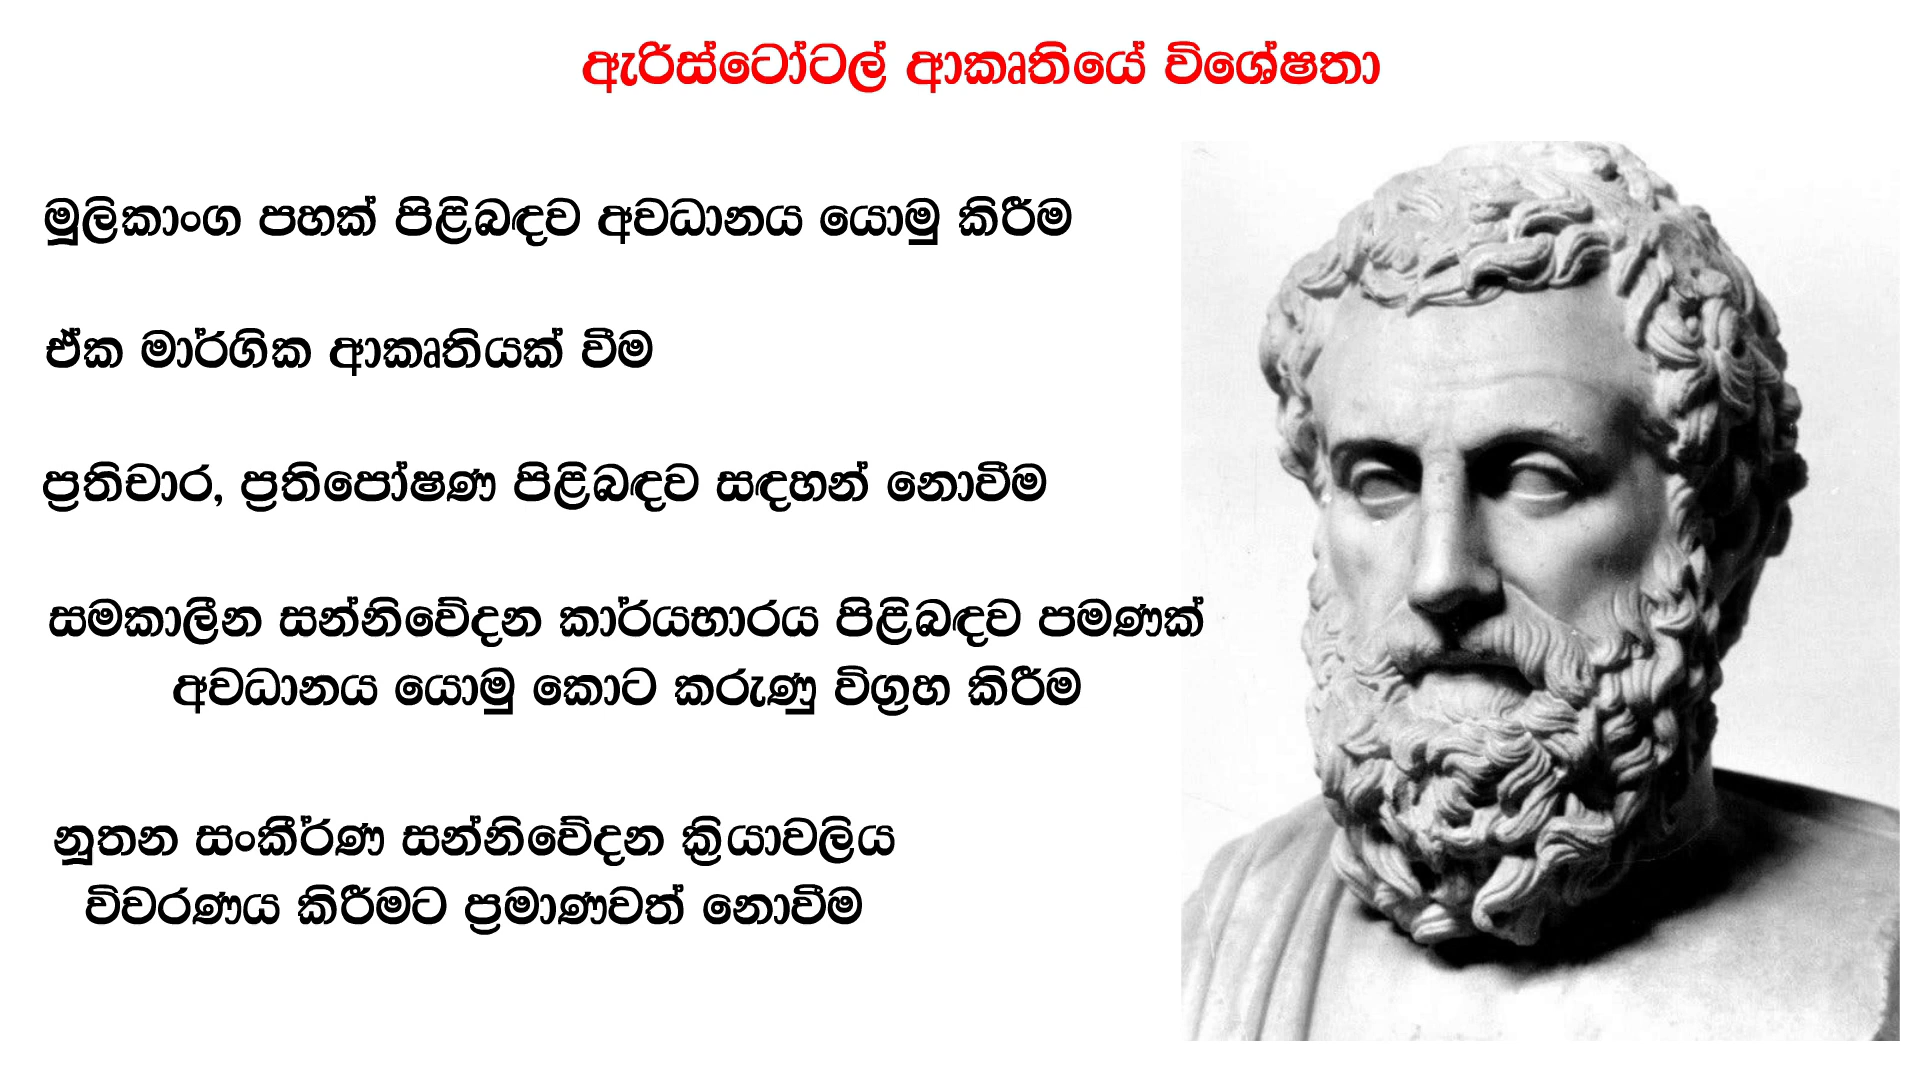 ඇරිස්ටෝටල් ආකෘතියේ විශේෂතා
මූලිකාංග පහක් පිළිබඳව අවධානය යොමු කිරීම
ඒක මාර්ගික ආකෘතියක් වීම
ප්‍රතිචාර, ප්‍රතිපෝෂණ පිළිබඳව සඳහන් නොවීම
සමකාලීන සන්නිවේදන කාර්යභාරය පිළිබඳව පමණක්
අවධානය යොමු කොට කරුණු විග්‍රහ කිරීම
නූතන සංකීර්ණ සන්නිවේදන ක්‍රියාවලිය
විවරණය කිරීමට ප්‍රමාණවත් නොවීම